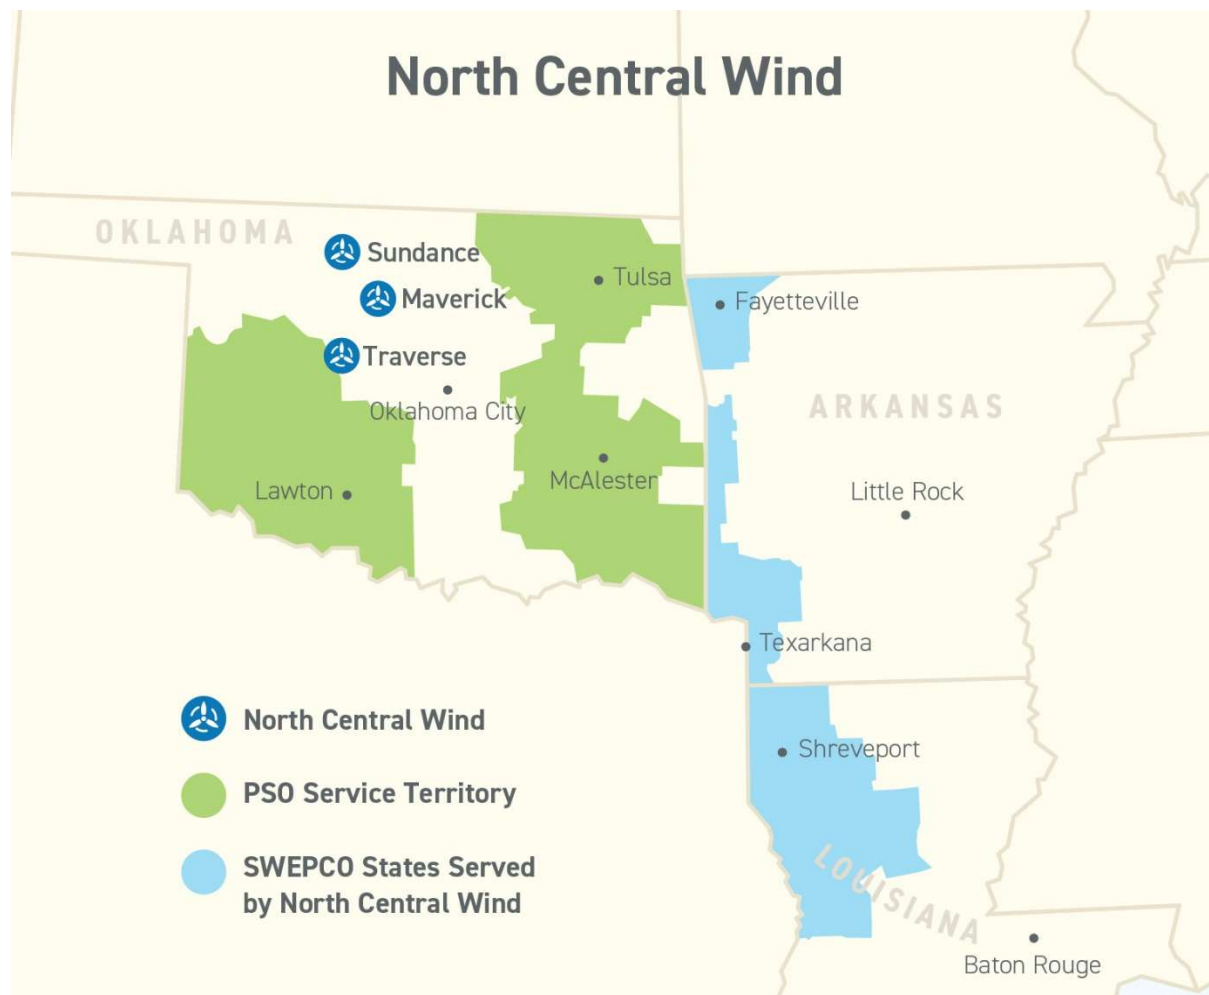 North Central Wind
OKLAHOMA
Sundance
Tulsa
Maverick
Fayetteville
Traverse
Oklahoma City
ARKANSAS
McAlester
Lawton
Little Rock
Texarkana
North Central Wind
Shreveport
PSO Service Territory
SWEPCO States Served
by North Central Wind
LOUISIANA
Baton Rouge